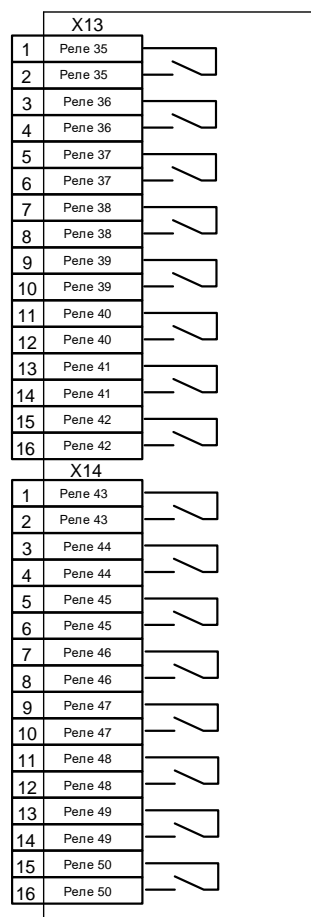 X13
1 Реле 35
2 Реле 35
3 Реле 36
4 Реле 36
5 Реле 37
6 Реле 37
7 Реле 38
8 Реле 38
9 Реле 39
10 Реле 39
11 Реле 40
12 Реле 40
13 Реле 41
14 Реле 41
15 Реле 42
16 Реле 42
X14
1 Реле 43
2 Реле 43
3 Реле 44
4 Реле 44
5 Реле 45
6 Реле 45
7 Реле 46
8 Реле 46
9 Реле 47
10 Реле 47
11 Реле 48
12 Реле 48
13 Реле 49
14 Реле 49
15 Реле 50
16 Реле 50